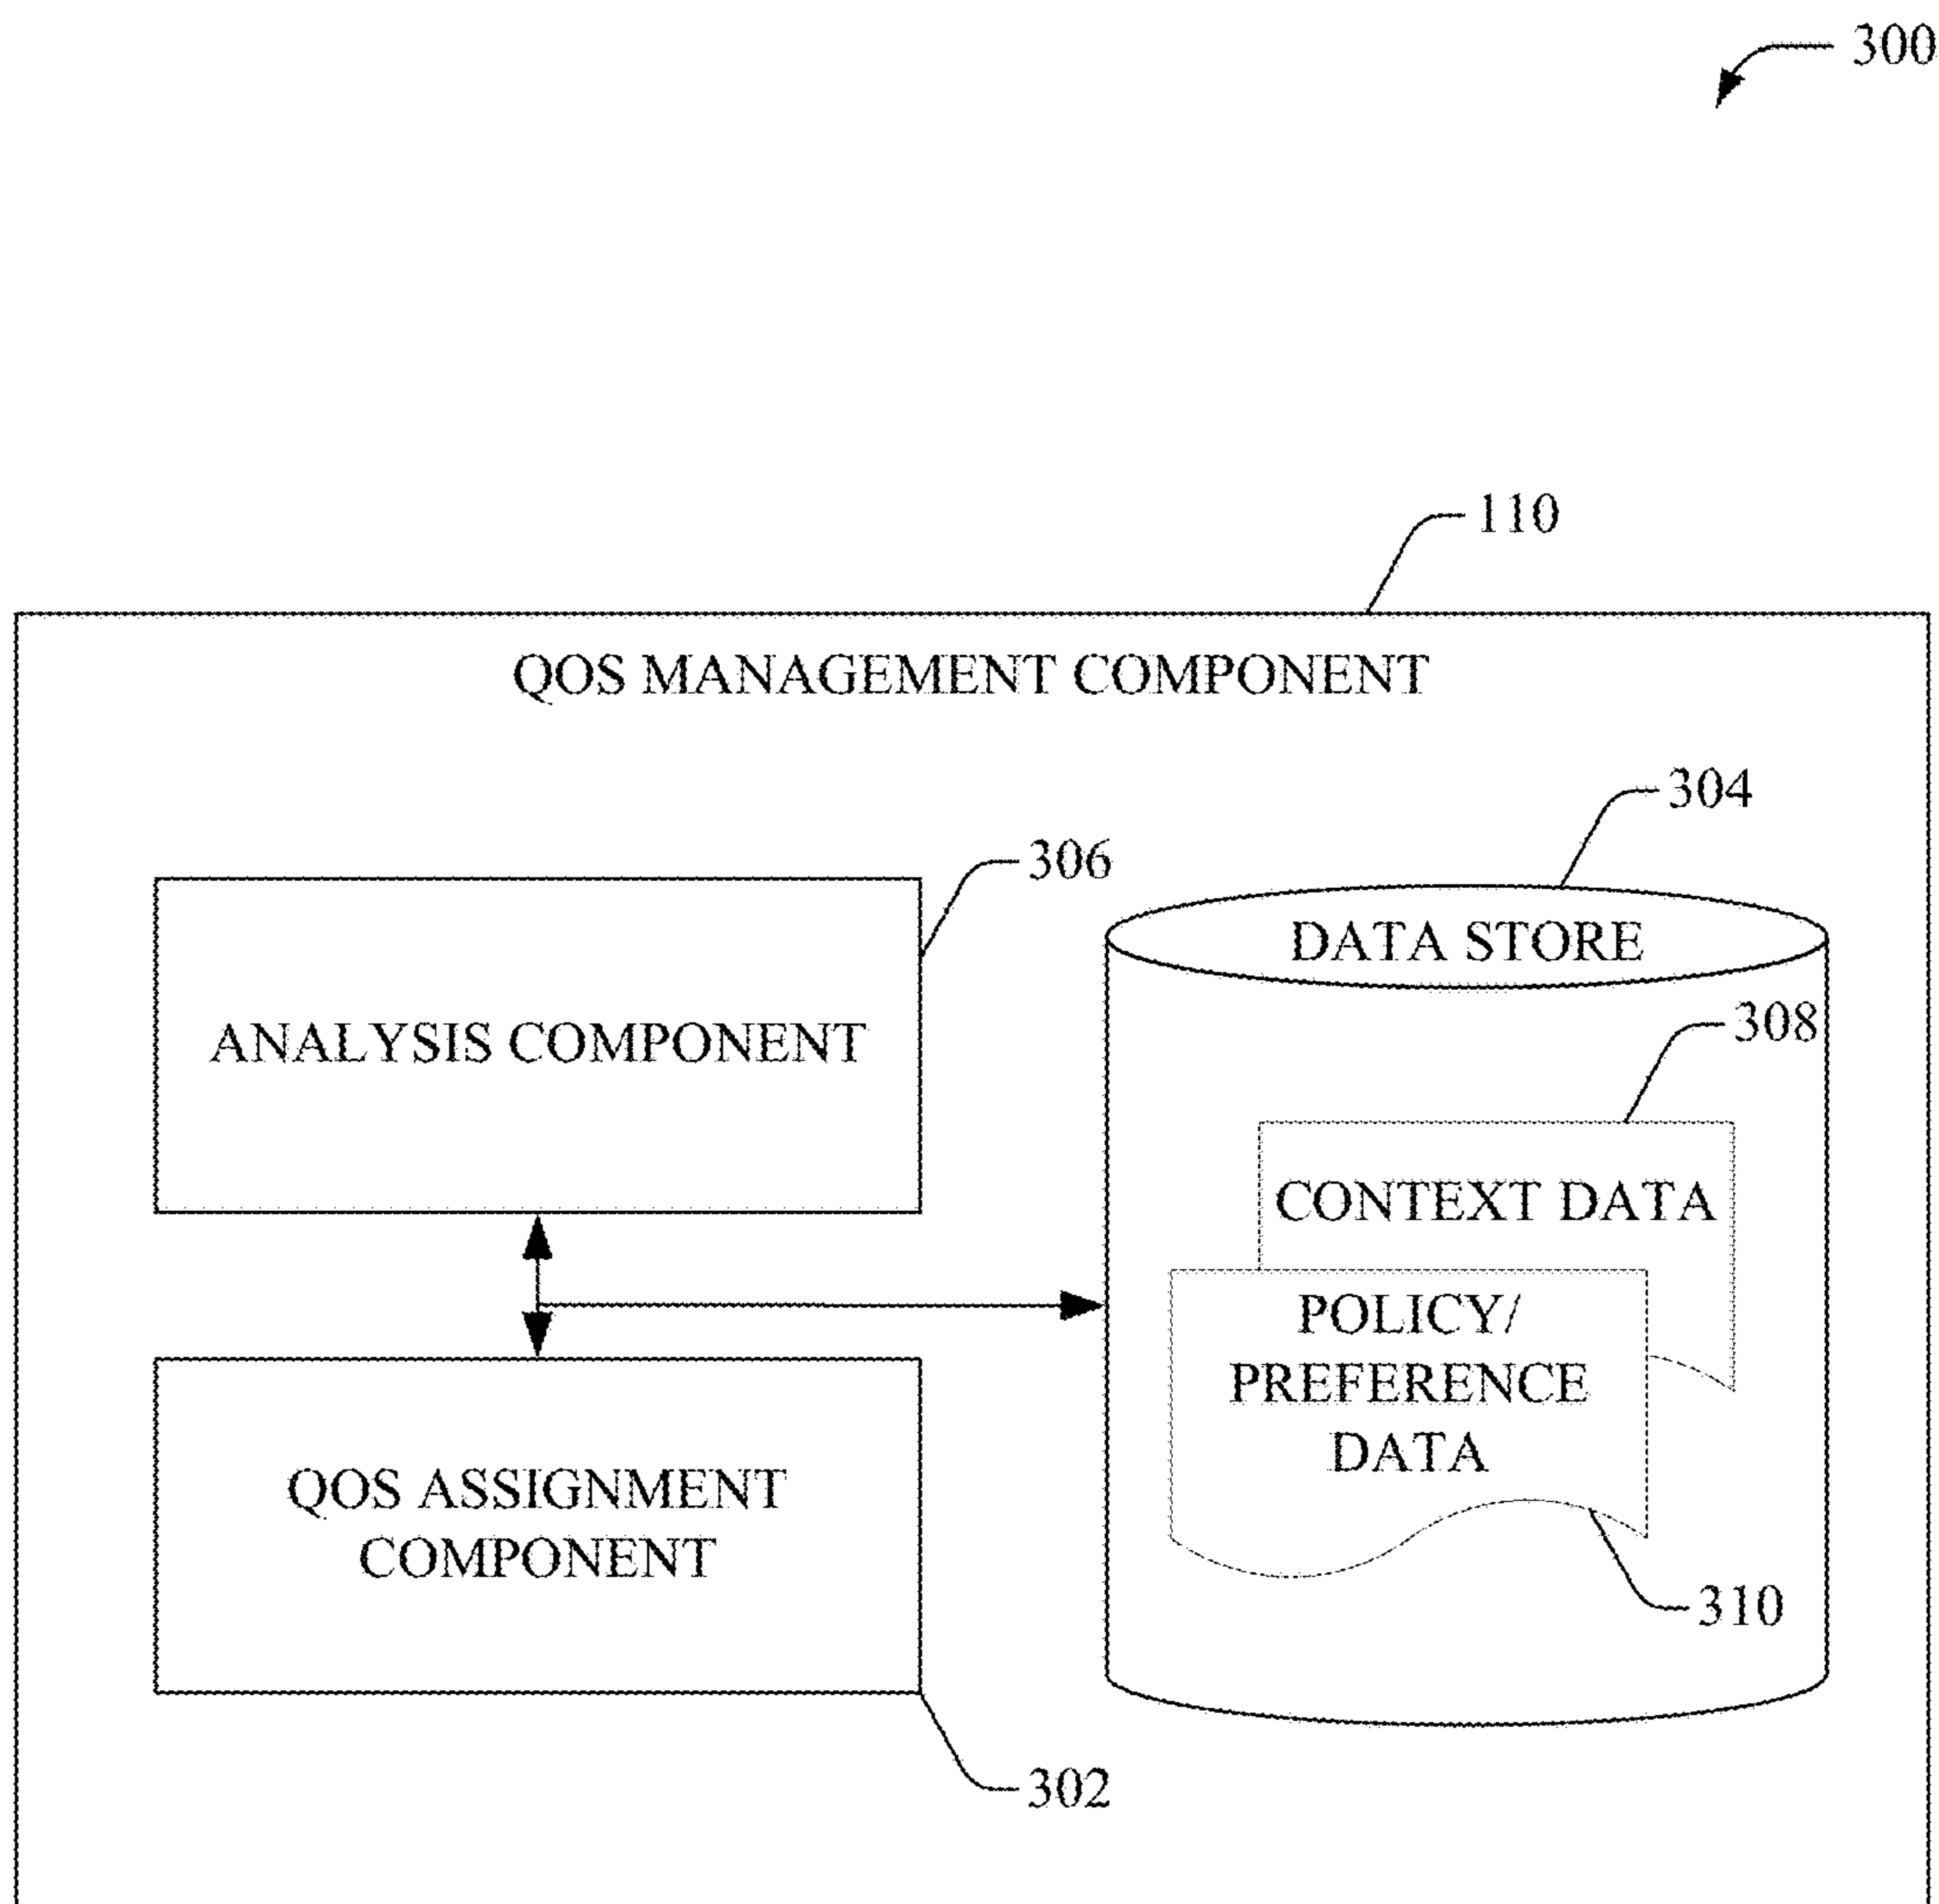 300
110
QOS MANAGEMENT COMPONENT
304
306
DATA STORE
308
ANALYSIS COMPONENT
CONTEXT DATA
POLICY/
PREFERENCE
DATA
QOS ASSIGNMENT
COMPONENT
310
302